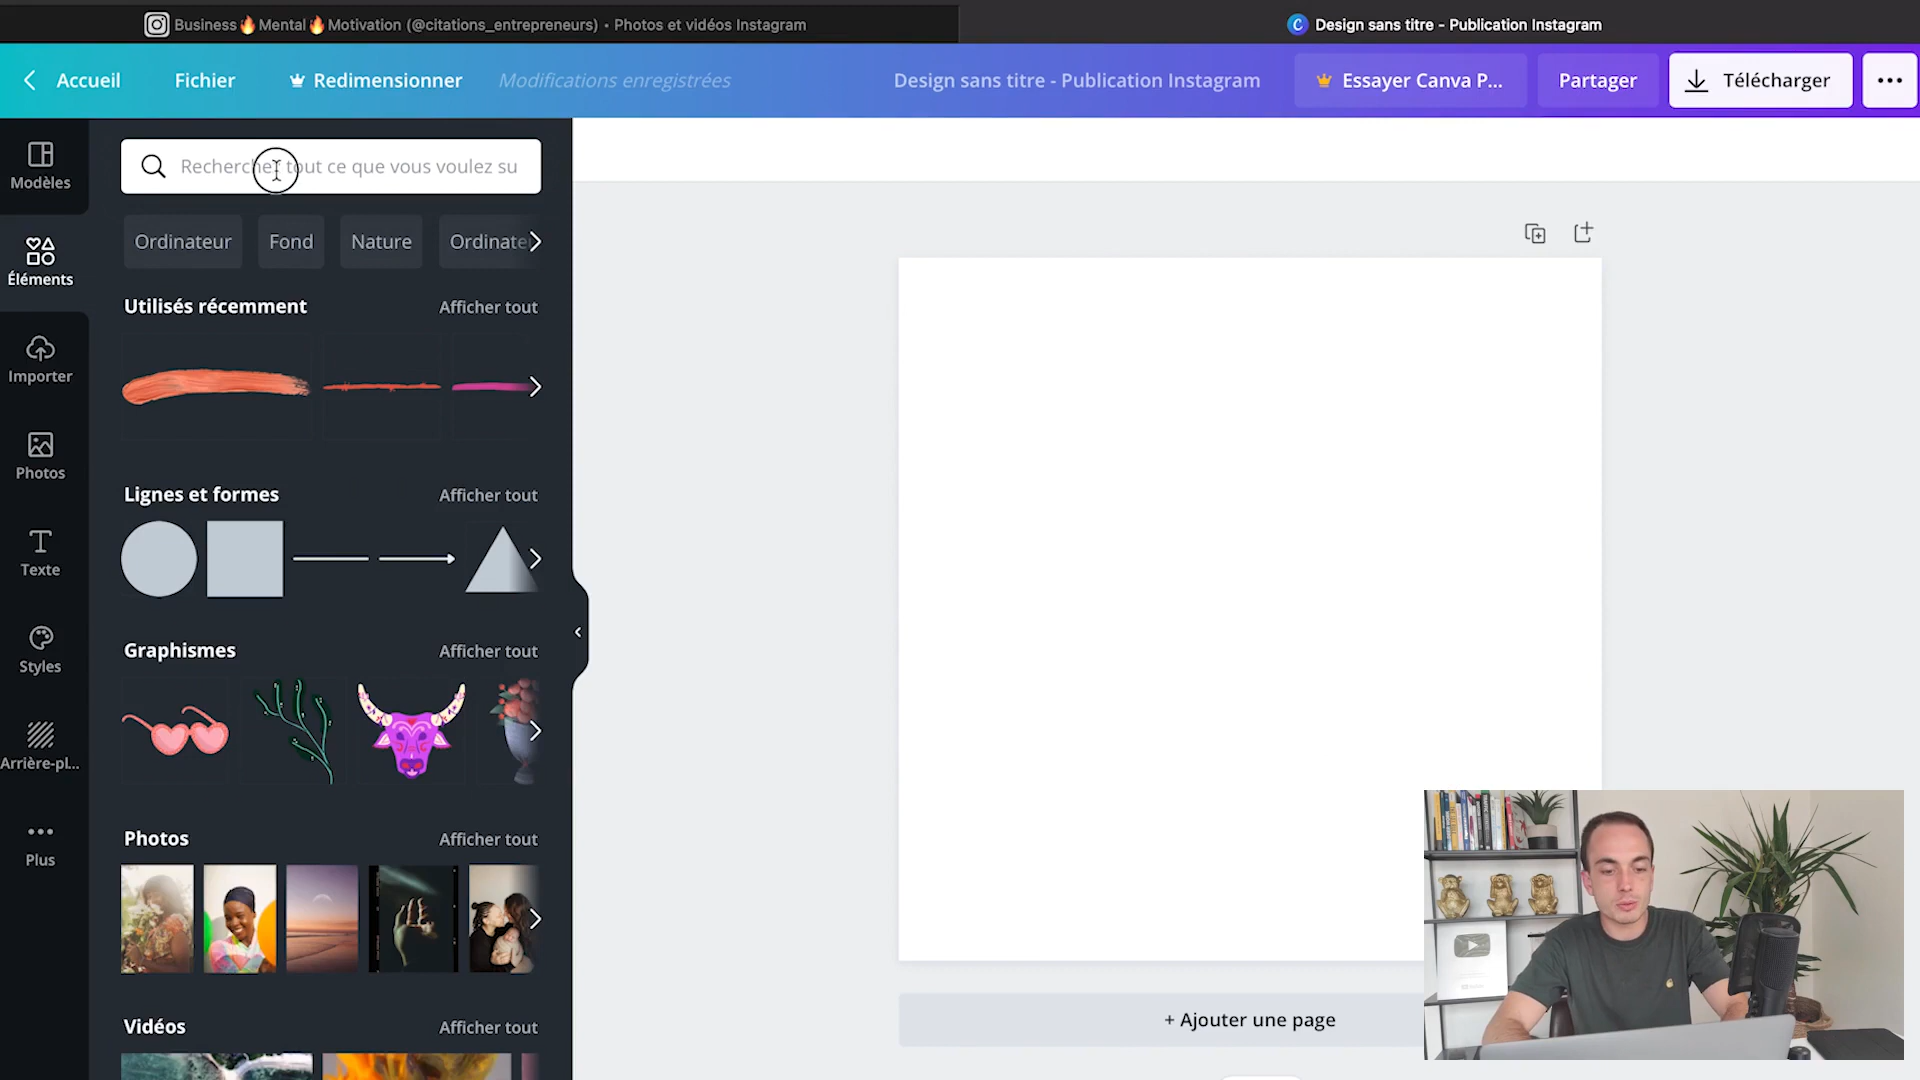 Business🔥Mental🔥Motivation (@citations_entrepreneurs) • Photos et vidéos Instagram
Design sans titre - Publication Instagram
Accueil
Fichier
Redimensionner
Modifications enregistrées
Design sans titre - Publication Instagram
Essayer Canva P...
Partager
Télécharger
Modèles
Éléments
Importer
Photos
Texte
Styles
Arrière-pl...
Plus
Rechercher tout ce que vous voulez su
Ordinateur
Fond
Nature
Ordinate
Utilisés récemment
Afficher tout
Lignes et formes
Afficher tout
Graphismes
Afficher tout
Photos
Afficher tout
Vidéos
Afficher tout
+ Ajouter une page